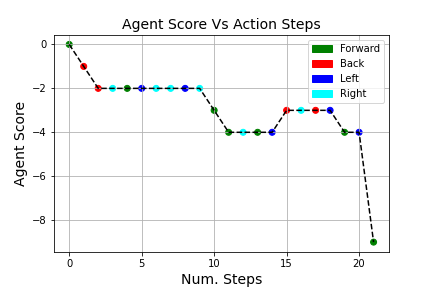 Agent Score Vs Action Steps
0
−2
−4
−6
−8
Agent Score
Forward
Back
Left
Right
0 5 10 15 20
Num. Steps